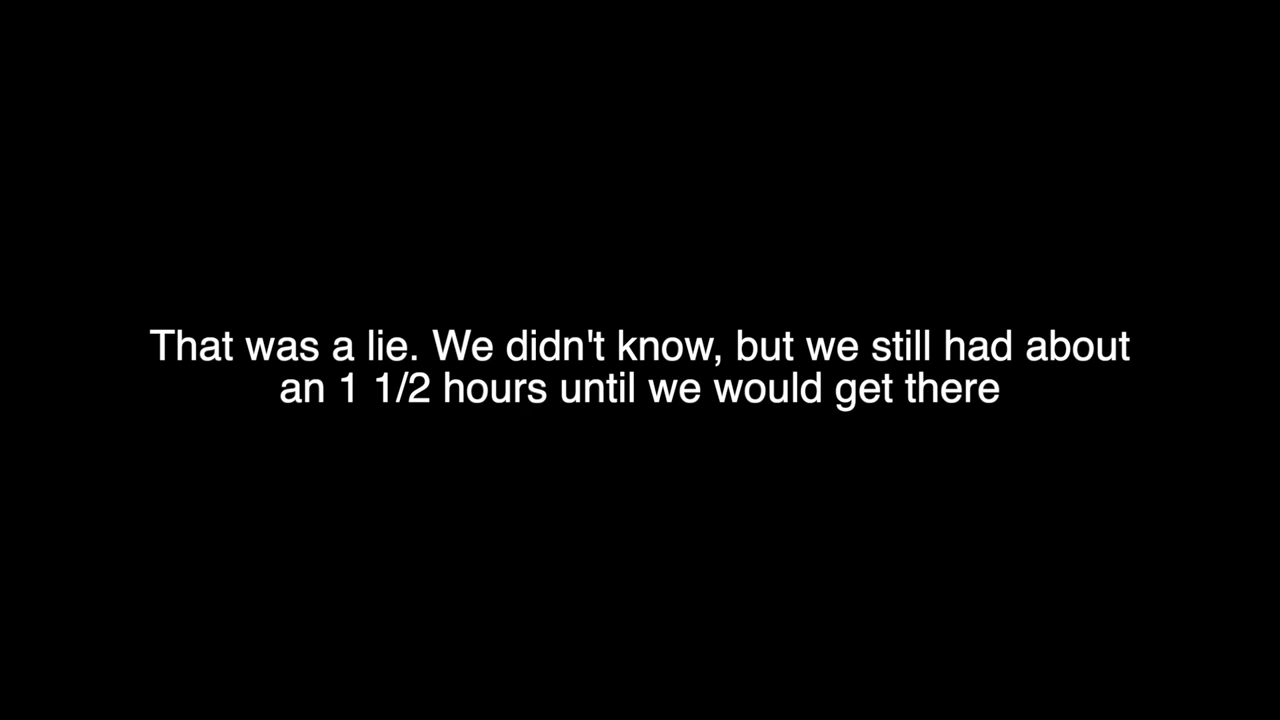 That was a lie. We didn't know, but we still had about
an 1 1/2 hours until we would get there